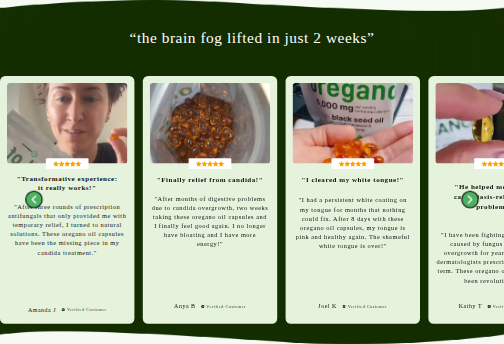 “the brain fog lifted in just 2 weeks”
"Transformative experience:
it really works!"
"After three rounds of prescription
antifungals that only provided me with
temporary relief, I turned to natural
solutions. These oregano oil capsules
have been the missing piece in my
candida treatment."
Amanda J
Verified Customer
"Finally relief from candida!"
"After months of digestive problems
due to candida overgrowth, two weeks
taking these oregano oil capsules and
I finally feel good again. I no longer
have bloating and I have more
energy!"
Anya B
Verified Customer
oregano
6,000 mg
black seed oil
"I cleared my white tongue!"
"I had a persistent white coating on
my tongue for months that nothing
could fix. After 8 days with these
oregano oil capsules, my tongue is
pink and healthy again. The shameful
white tongue is over!"
Joel K
Verified Customer
"He helped me
problem
"I have been fighting
caused by fungus
overgrowth for year
dermatologists prescri
term. These oregano o
been revoluti
Kathy T
Verified Customer